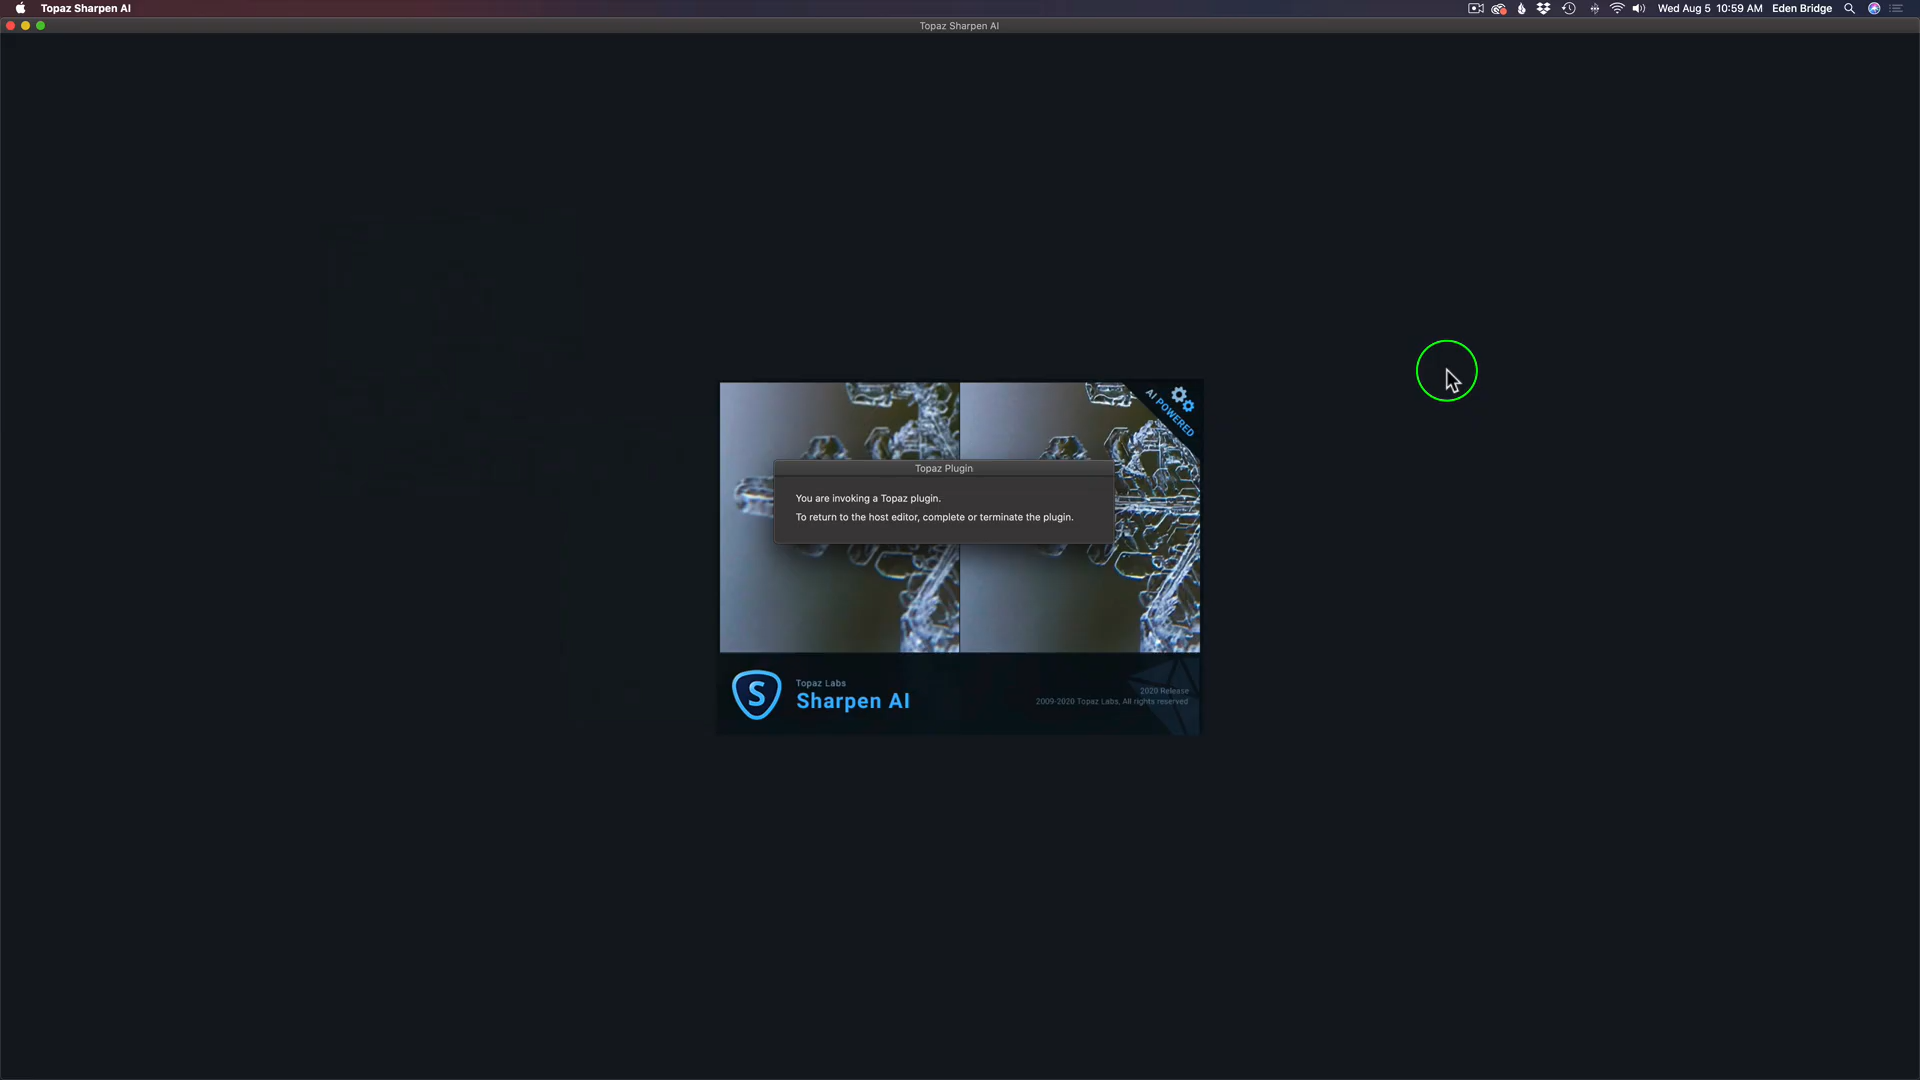 Topaz Sharpen AI
Wed Aug 5 10:59 AM
Eden Bridge
Topaz Sharpen AI
AI POWERED
Topaz Plugin
You are invoking a Topaz plugin.
To return to the host editor, complete or terminate the plugin.
S
Topaz Labs
Sharpen AI
2020 Release
2009-2020 Topaz Labs, All rights reserved